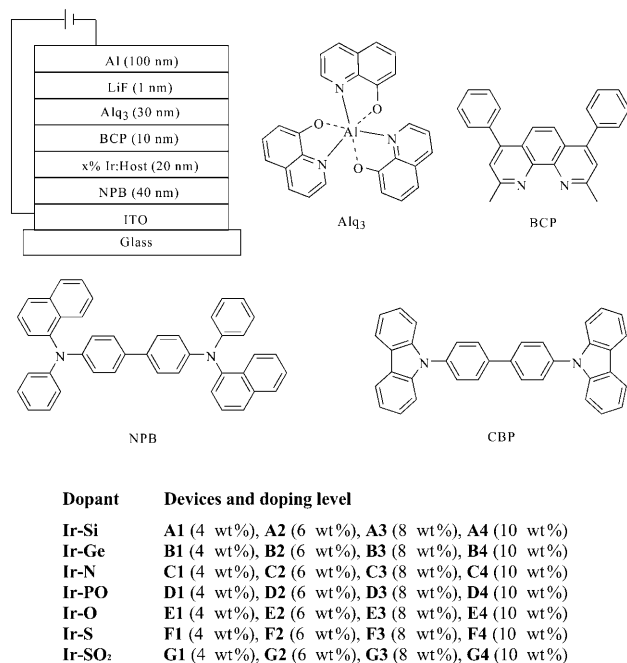 Al (100 nm)
LiF (1 nm)
Alq₃ (30 nm)
BCP (10 nm)
x% Ir:Host (20 nm)
NPB (40 nm)
ITO
Glass
N
O
O
Al
N
N
O
Alq₃
N
N
BCP
N
N
NPB
N
N
CBP
Dopant Devices and doping level
Ir-Si A1 (4 wt%), A2 (6 wt%), A3 (8 wt%), A4 (10 wt%)
Ir-Ge B1 (4 wt%), B2 (6 wt%), B3 (8 wt%), B4 (10 wt%)
Ir-N C1 (4 wt%), C2 (6 wt%), C3 (8 wt%), C4 (10 wt%)
Ir-PO D1 (4 wt%), D2 (6 wt%), D3 (8 wt%), D4 (10 wt%)
Ir-O E1 (4 wt%), E2 (6 wt%), E3 (8 wt%), E4 (10 wt%)
Ir-S F1 (4 wt%), F2 (6 wt%), F3 (8 wt%), F4 (10 wt%)
Ir-SO₂ G1 (4 wt%), G2 (6 wt%), G3 (8 wt%), G4 (10 wt%)